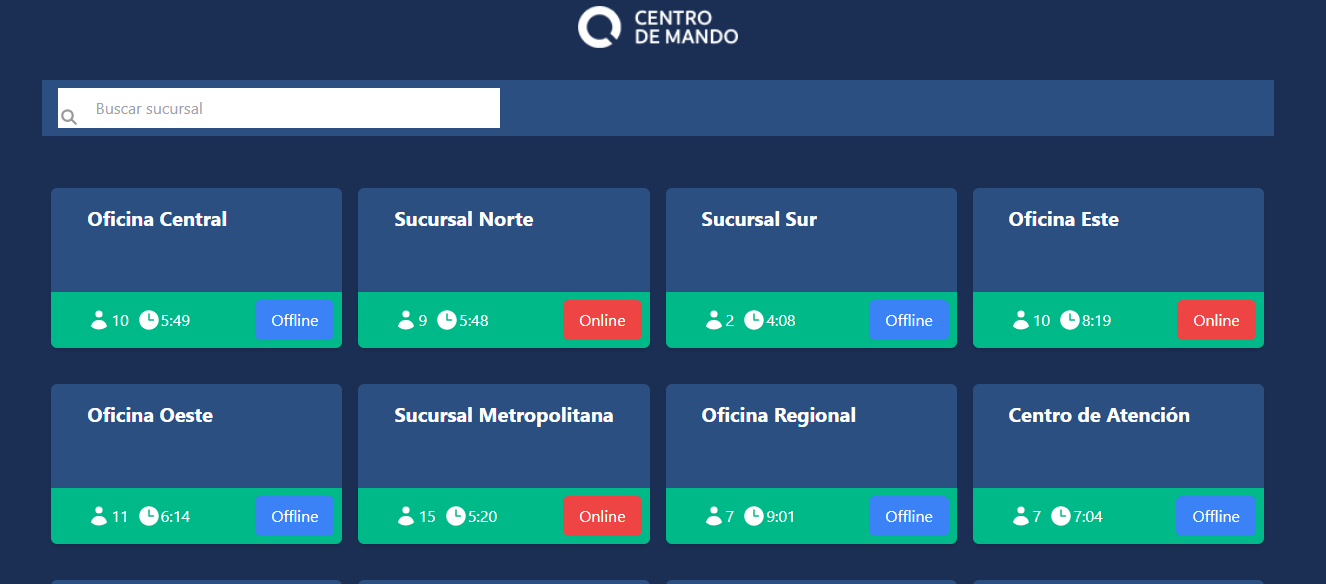 CENTRO
DE MANDO
Buscar sucursal
Oficina Central
10 5:49 Offline
Sucursal Norte
9 5:48 Online
Sucursal Sur
2 4:08 Offline
Oficina Este
10 8:19 Online
Oficina Oeste
11 6:14 Offline
Sucursal Metropolitana
15 5:20 Online
Oficina Regional
7 9:01 Offline
Centro de Atención
7 7:04 Offline